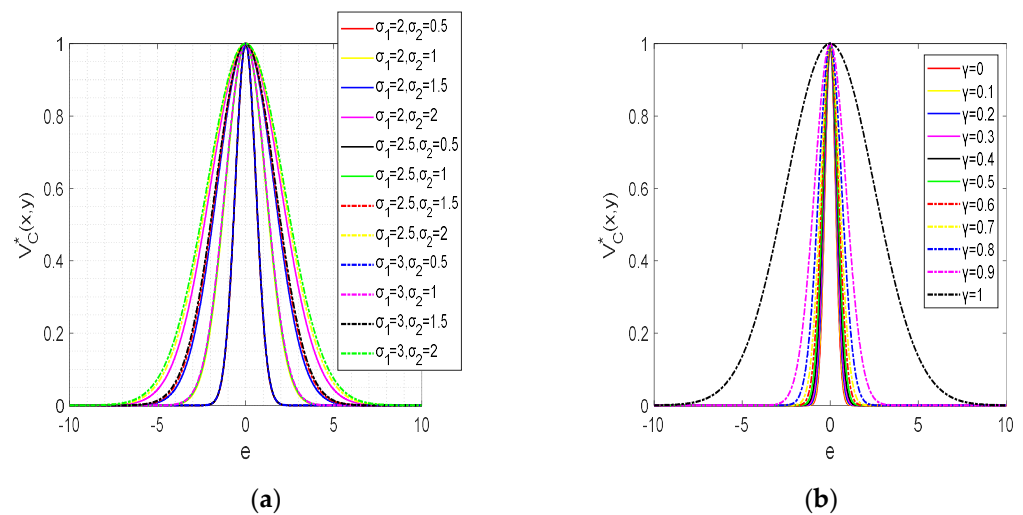 σ1=2,σ2=0.5
σ1=2,σ2=1
σ1=2,σ2=1.5
σ1=2,σ2=2
σ1=2.5,σ2=0.5
σ1=2.5,σ2=1
σ1=2.5,σ2=1.5
σ1=2.5,σ2=2
σ1=3,σ2=0.5
σ1=3,σ2=1
σ1=3,σ2=1.5
σ1=3,σ2=2
1
0.8
0.6
0.4
0.2
0
V*C(x,y)
-10 -5 0 5 10
e
(a)
γ=0
γ=0.1
γ=0.2
γ=0.3
γ=0.4
γ=0.5
γ=0.6
γ=0.7
γ=0.8
γ=0.9
γ=1
1
0.8
0.6
0.4
0.2
0
V*C(x,y)
-10 -5 0 5 10
e
(b)